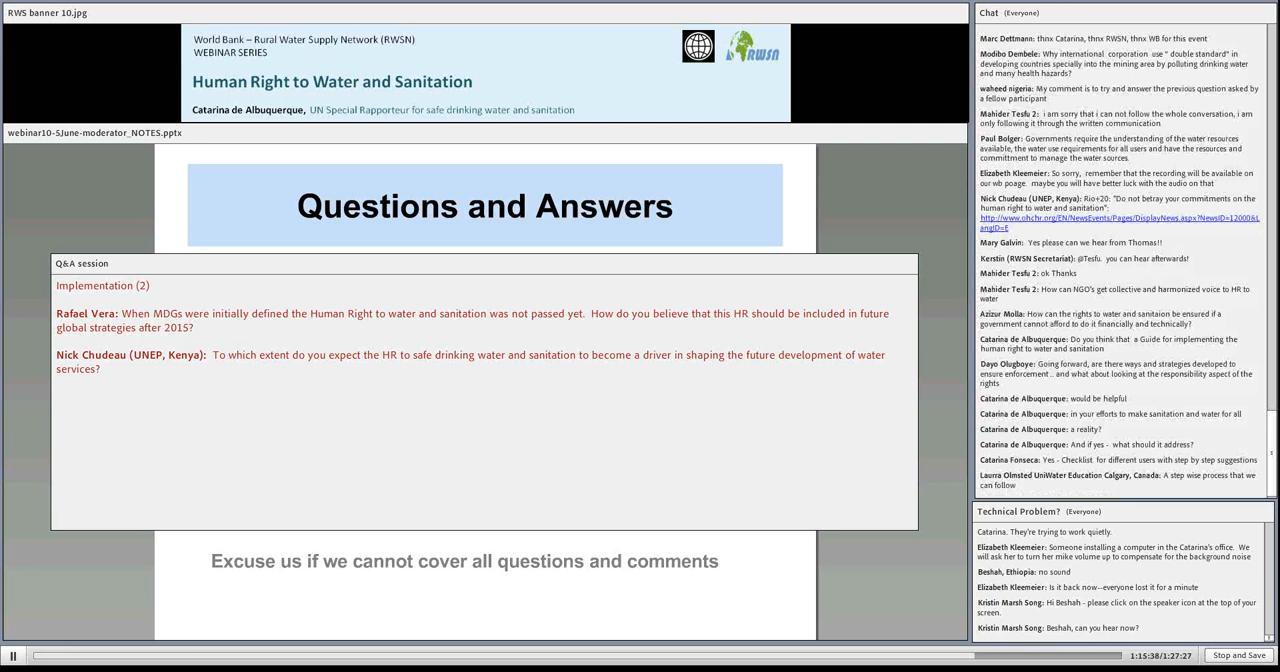 RWS banner 10.jpg
World Bank – Rural Water Supply Network (RWSN)
WEBINAR SERIES
RWSN
Human Right to Water and Sanitation
Catarina de Albuquerque, UN Special Rapporteur for safe drinking water and sanitation
webinar10-5June-moderator_NOTES.pptx
Questions and Answers
Q&A session
Implementation (2)
Rafael Vera: When MDGs were initially defined the Human Right to water and sanitation was not passed yet. How do you believe that this HR should be included in future
global strategies after 2015?
Nick Chudeau (UNEP, Kenya): To which extent do you expect the HR to safe drinking water and sanitation to become a driver in shaping the future development of water
services?
Excuse us if we cannot cover all questions and comments
Chat (Everyone)
Marc Dettmann: thnx Catarina, thnx RWSN, thnx WB for this event
Modibo Dembele: Why international corporation use " double standard" in
developing countries specially into the mining area by polluting drinking water
and many health hazards?
waheed nigeria: My comment is to try and answer the previous question asked by
a fellow participant
Mahider Tesfu 2: i am sorry that i can not follow the whole conversation, i am
only following it through the written communication
Paul Bolger: Governments require the understanding of the water resources
available, the water use requirements for all users and have the resources and
committment to manage the water sources.
Elizabeth Kleemeier: So sorry, remember that the recording will be available on
our wb poage. maybe you will have better luck with the audio on that
Nick Chudeau (UNEP, Kenya): Rio+20: "Do not betray your commitments on the
human right to water and sanitation":
http://www.ohchr.org/EN/NewsEvents/Pages/DisplayNews.aspx?NewsID=12000&L
angID=E
Mary Galvin: Yes please can we hear from Thomas!!
Kerstin (RWSN Secretariat): @Tesfu. you can hear afterwards!
Mahider Tesfu 2: ok Thanks
Mahider Tesfu 2: How can NGO's get collective and harmonized voice to HR to
water
Azizur Molla: How can the rights to water and sanitaion be ensured if a
government cannot afford to do it financially and technically?
Catarina de Albuquerque: Do you think that a Guide for implementing the
human right to water and sanitation
Dayo Olugboye: Going forward, are there ways and strategies developed to
ensure enforcement .. and what about looking at the responsibility aspect of the
rights
Catarina de Albuquerque: would be helpful
Catarina de Albuquerque: in your efforts to make sanitation and water for all
Catarina de Albuquerque: a reality?
Catarina de Albuquerque: And if yes - what should it address?
Catarina Fonseca: Yes - Checklist for different users with step by step suggestions
Laurra Olmsted UniWater Education Calgary, Canada: A step wise process that we
can follow
Technical Problem? (Everyone)
Catarina. They're trying to work quietly.
Elizabeth Kleemeier: Someone installing a computer in the Catarina's office. We
will ask her to turn her mike volume up to compensate for the background noise
Beshah, Ethiopia: no sound
Elizabeth Kleemeier: Is it back now--everyone lost it for a minute
Kristin Marsh Song: Hi Beshah - please click on the speaker icon at the top of your
screen.
Kristin Marsh Song: Beshah, can you hear now?
1:15:38/1:27:27
Stop and Save